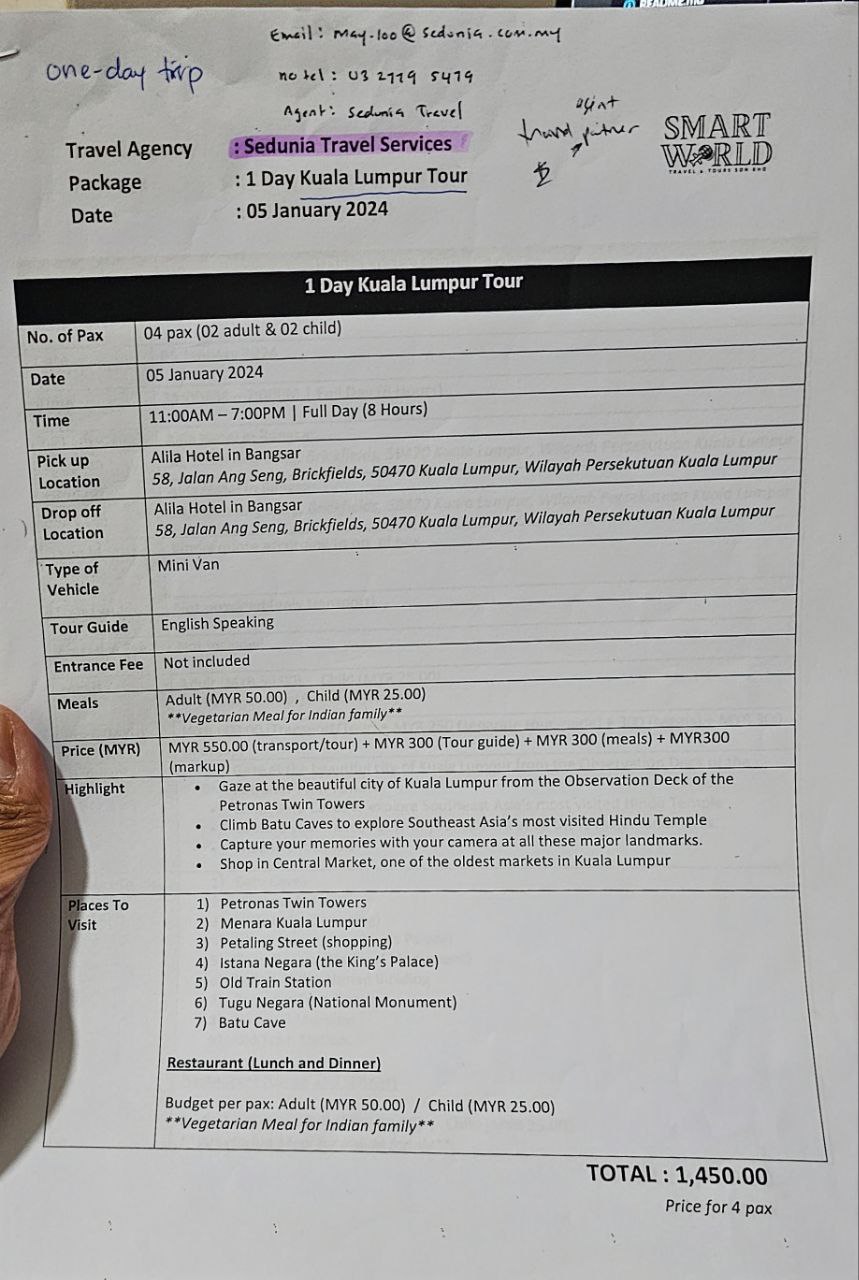 README.md
Email: May.100@sedunia.com.my
one-day trip
no tel: 03 2779 5479
Agent: Sedunia Travel
agent
travel partner
SMART
WORLD
TRAVEL & TOURS SDN BHD
Travel Agency : Sedunia Travel Services
Package : 1 Day Kuala Lumpur Tour
Date : 05 January 2024
1 Day Kuala Lumpur Tour
No. of Pax 04 pax (02 adult & 02 child)
Date 05 January 2024
Time 11:00AM – 7:00PM | Full Day (8 Hours)
Pick up Location Alila Hotel in Bangsar
58, Jalan Ang Seng, Brickfields, 50470 Kuala Lumpur, Wilayah Persekutuan Kuala Lumpur
Drop off Location Alila Hotel in Bangsar
58, Jalan Ang Seng, Brickfields, 50470 Kuala Lumpur, Wilayah Persekutuan Kuala Lumpur
Type of Vehicle Mini Van
Tour Guide English Speaking
Entrance Fee Not included
Meals Adult (MYR 50.00) , Child (MYR 25.00)
**Vegetarian Meal for Indian family**
Price (MYR) MYR 550.00 (transport/tour) + MYR 300 (Tour guide) + MYR 300 (meals) + MYR300
(markup)
Highlight • Gaze at the beautiful city of Kuala Lumpur from the Observation Deck of the
Petronas Twin Towers
• Climb Batu Caves to explore Southeast Asia's most visited Hindu Temple
• Capture your memories with your camera at all these major landmarks.
• Shop in Central Market, one of the oldest markets in Kuala Lumpur
Places To Visit 1) Petronas Twin Towers
2) Menara Kuala Lumpur
3) Petaling Street (shopping)
4) Istana Negara (the King's Palace)
5) Old Train Station
6) Tugu Negara (National Monument)
7) Batu Cave
Restaurant (Lunch and Dinner)
Budget per pax: Adult (MYR 50.00) / Child (MYR 25.00)
**Vegetarian Meal for Indian family**
TOTAL : 1,450.00
Price for 4 pax